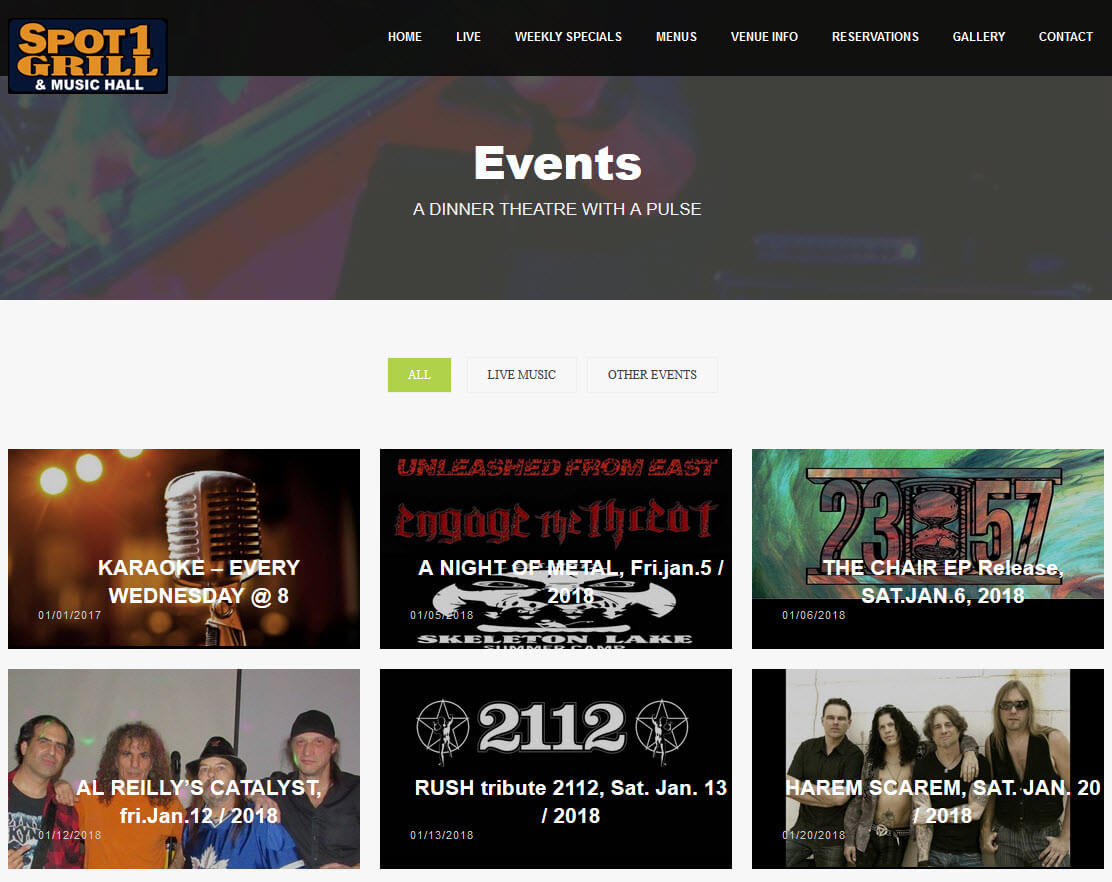 SPOT1
GRILL
& MUSIC HALL
HOME LIVE WEEKLY SPECIALS MENUS VENUE INFO RESERVATIONS GALLERY CONTACT
Events
A DINNER THEATRE WITH A PULSE
ALL LIVE MUSIC OTHER EVENTS
KARAOKE – EVERY
WEDNESDAY @ 8
01/01/2017
UNLEASHED FROM EAST
engage the threat
A NIGHT OF METAL, Fri.jan.5 /
2018
01/05/2018
SKELETON LAKE
SUMMER CAMP
23 57
THE CHAIR EP Release,
SAT.JAN.6, 2018
01/06/2018
AL REILLY'S CATALYST,
fri.Jan.12 / 2018
01/12/2018
2112
RUSH tribute 2112, Sat. Jan. 13
/ 2018
01/13/2018
HAREM SCAREM, SAT. JAN. 20
/ 2018
01/20/2018